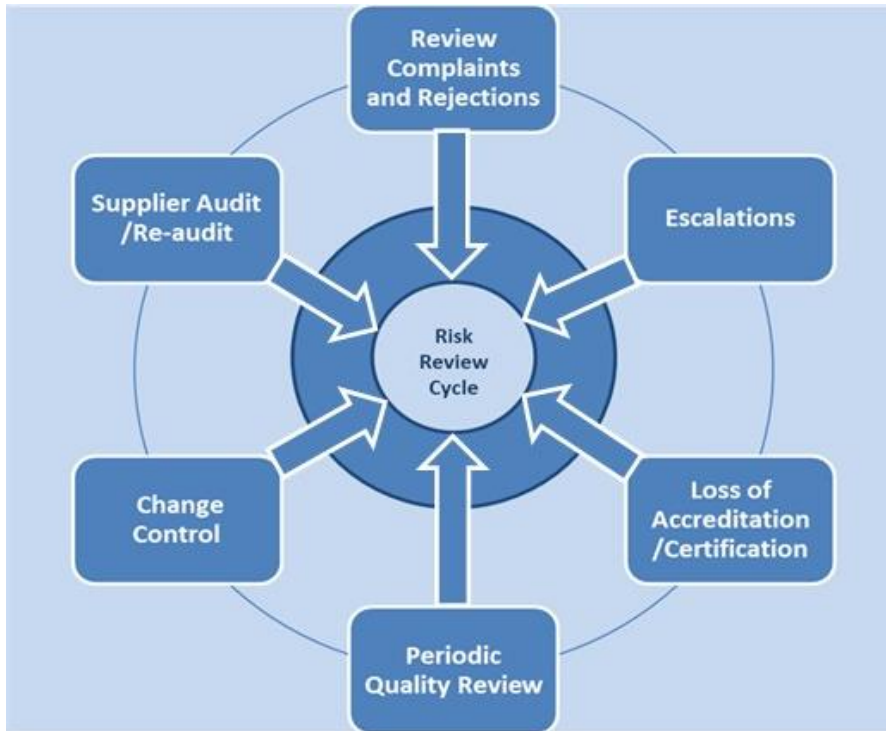 Review
Complaints
and Rejections
Supplier Audit
/Re-audit
Escalations
Risk
Review
Cycle
Change
Control
Loss of
Accreditation
/Certification
Periodic
Quality Review